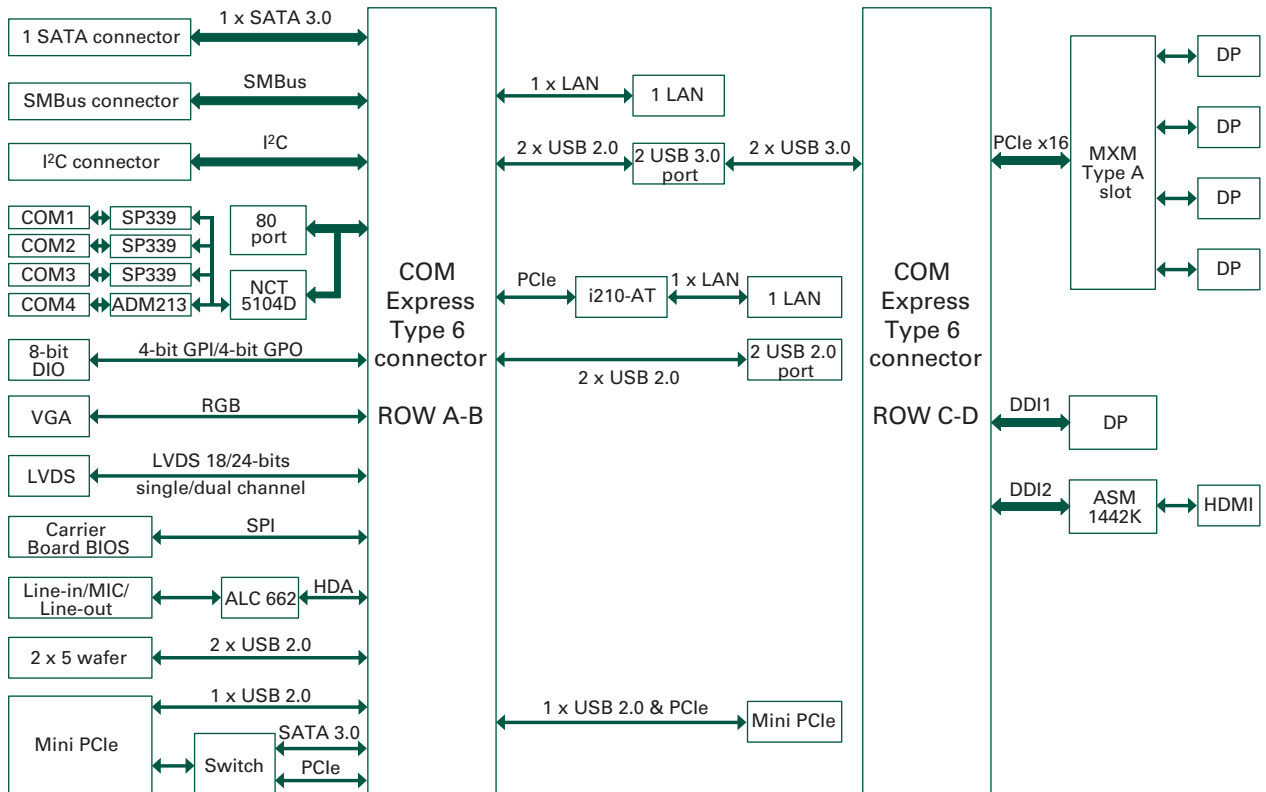 1 x SATA 3.0
1 SATA connector
SMBus
SMBus connector
I²C
I²C connector
COM1
SP339
COM2
SP339
COM3
SP339
COM4
ADM213
80
port
NCT
5104D
8-bit
DIO
4-bit GPI/4-bit GPO
VGA
RGB
LVDS
LVDS 18/24-bits
single/dual channel
Carrier
Board BIOS
SPI
Line-in/MIC/
Line-out
ALC 662
HDA
2 x 5 wafer
2 x USB 2.0
Mini PCIe
1 x USB 2.0
Switch
SATA 3.0
PCIe
COM
Express
Type 6
connector
ROW A-B
1 x LAN
1 LAN
2 x USB 2.0
2 USB 3.0
port
2 x USB 3.0
PCIe
i210-AT
1 x LAN
1 LAN
2 x USB 2.0
2 USB 2.0
port
1 x USB 2.0 & PCIe
Mini PCIe
COM
Express
Type 6
connector
ROW C-D
PCIe x16
MXM
Type A
slot
DP
DP
DP
DP
DDI1
DP
DDI2
ASM
1442K
HDMI